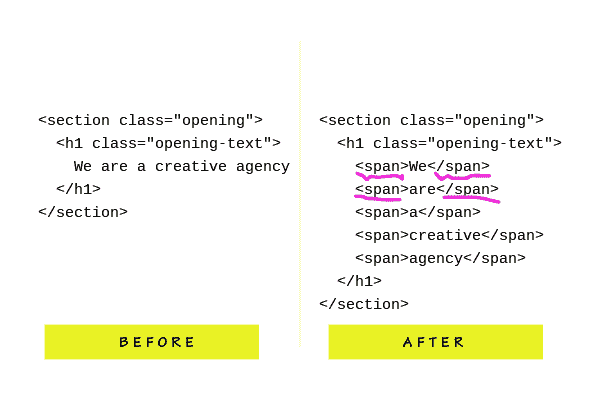 <section class="opening">
<h1 class="opening-text">
We are a creative agency
</h1>
</section>
BEFORE
<section class="opening">
<h1 class="opening-text">
<span>We</span>
<span>are</span>
<span>a</span>
<span>creative</span>
<span>agency</span>
</h1>
</section>
AFTER